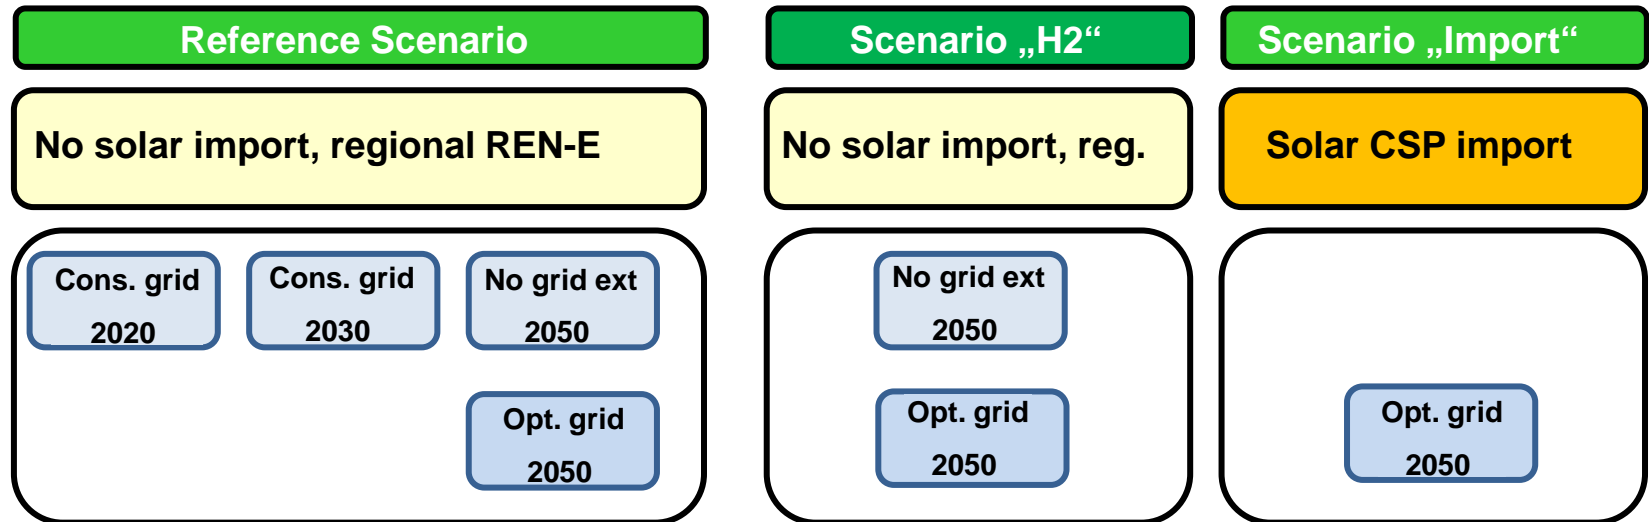 Reference Scenario
Scenario „H2“
Scenario „Import“
No solar import, regional REN-E
No solar import, reg.
Solar CSP import
Cons. grid
2020
Cons. grid
2030
No grid ext
2050
Opt. grid
2050
No grid ext
2050
Opt. grid
2050
Opt. grid
2050